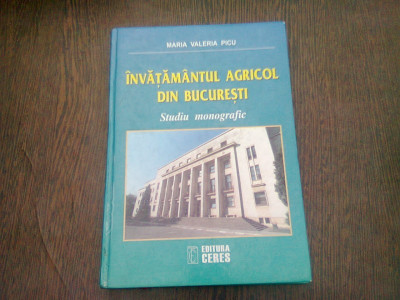 MARIA VALERIA PICU
ÎNVĂȚĂMÂNTUL AGRICOL
DIN BUCUREȘTI
Studiu monografic
EDITURA
CERES